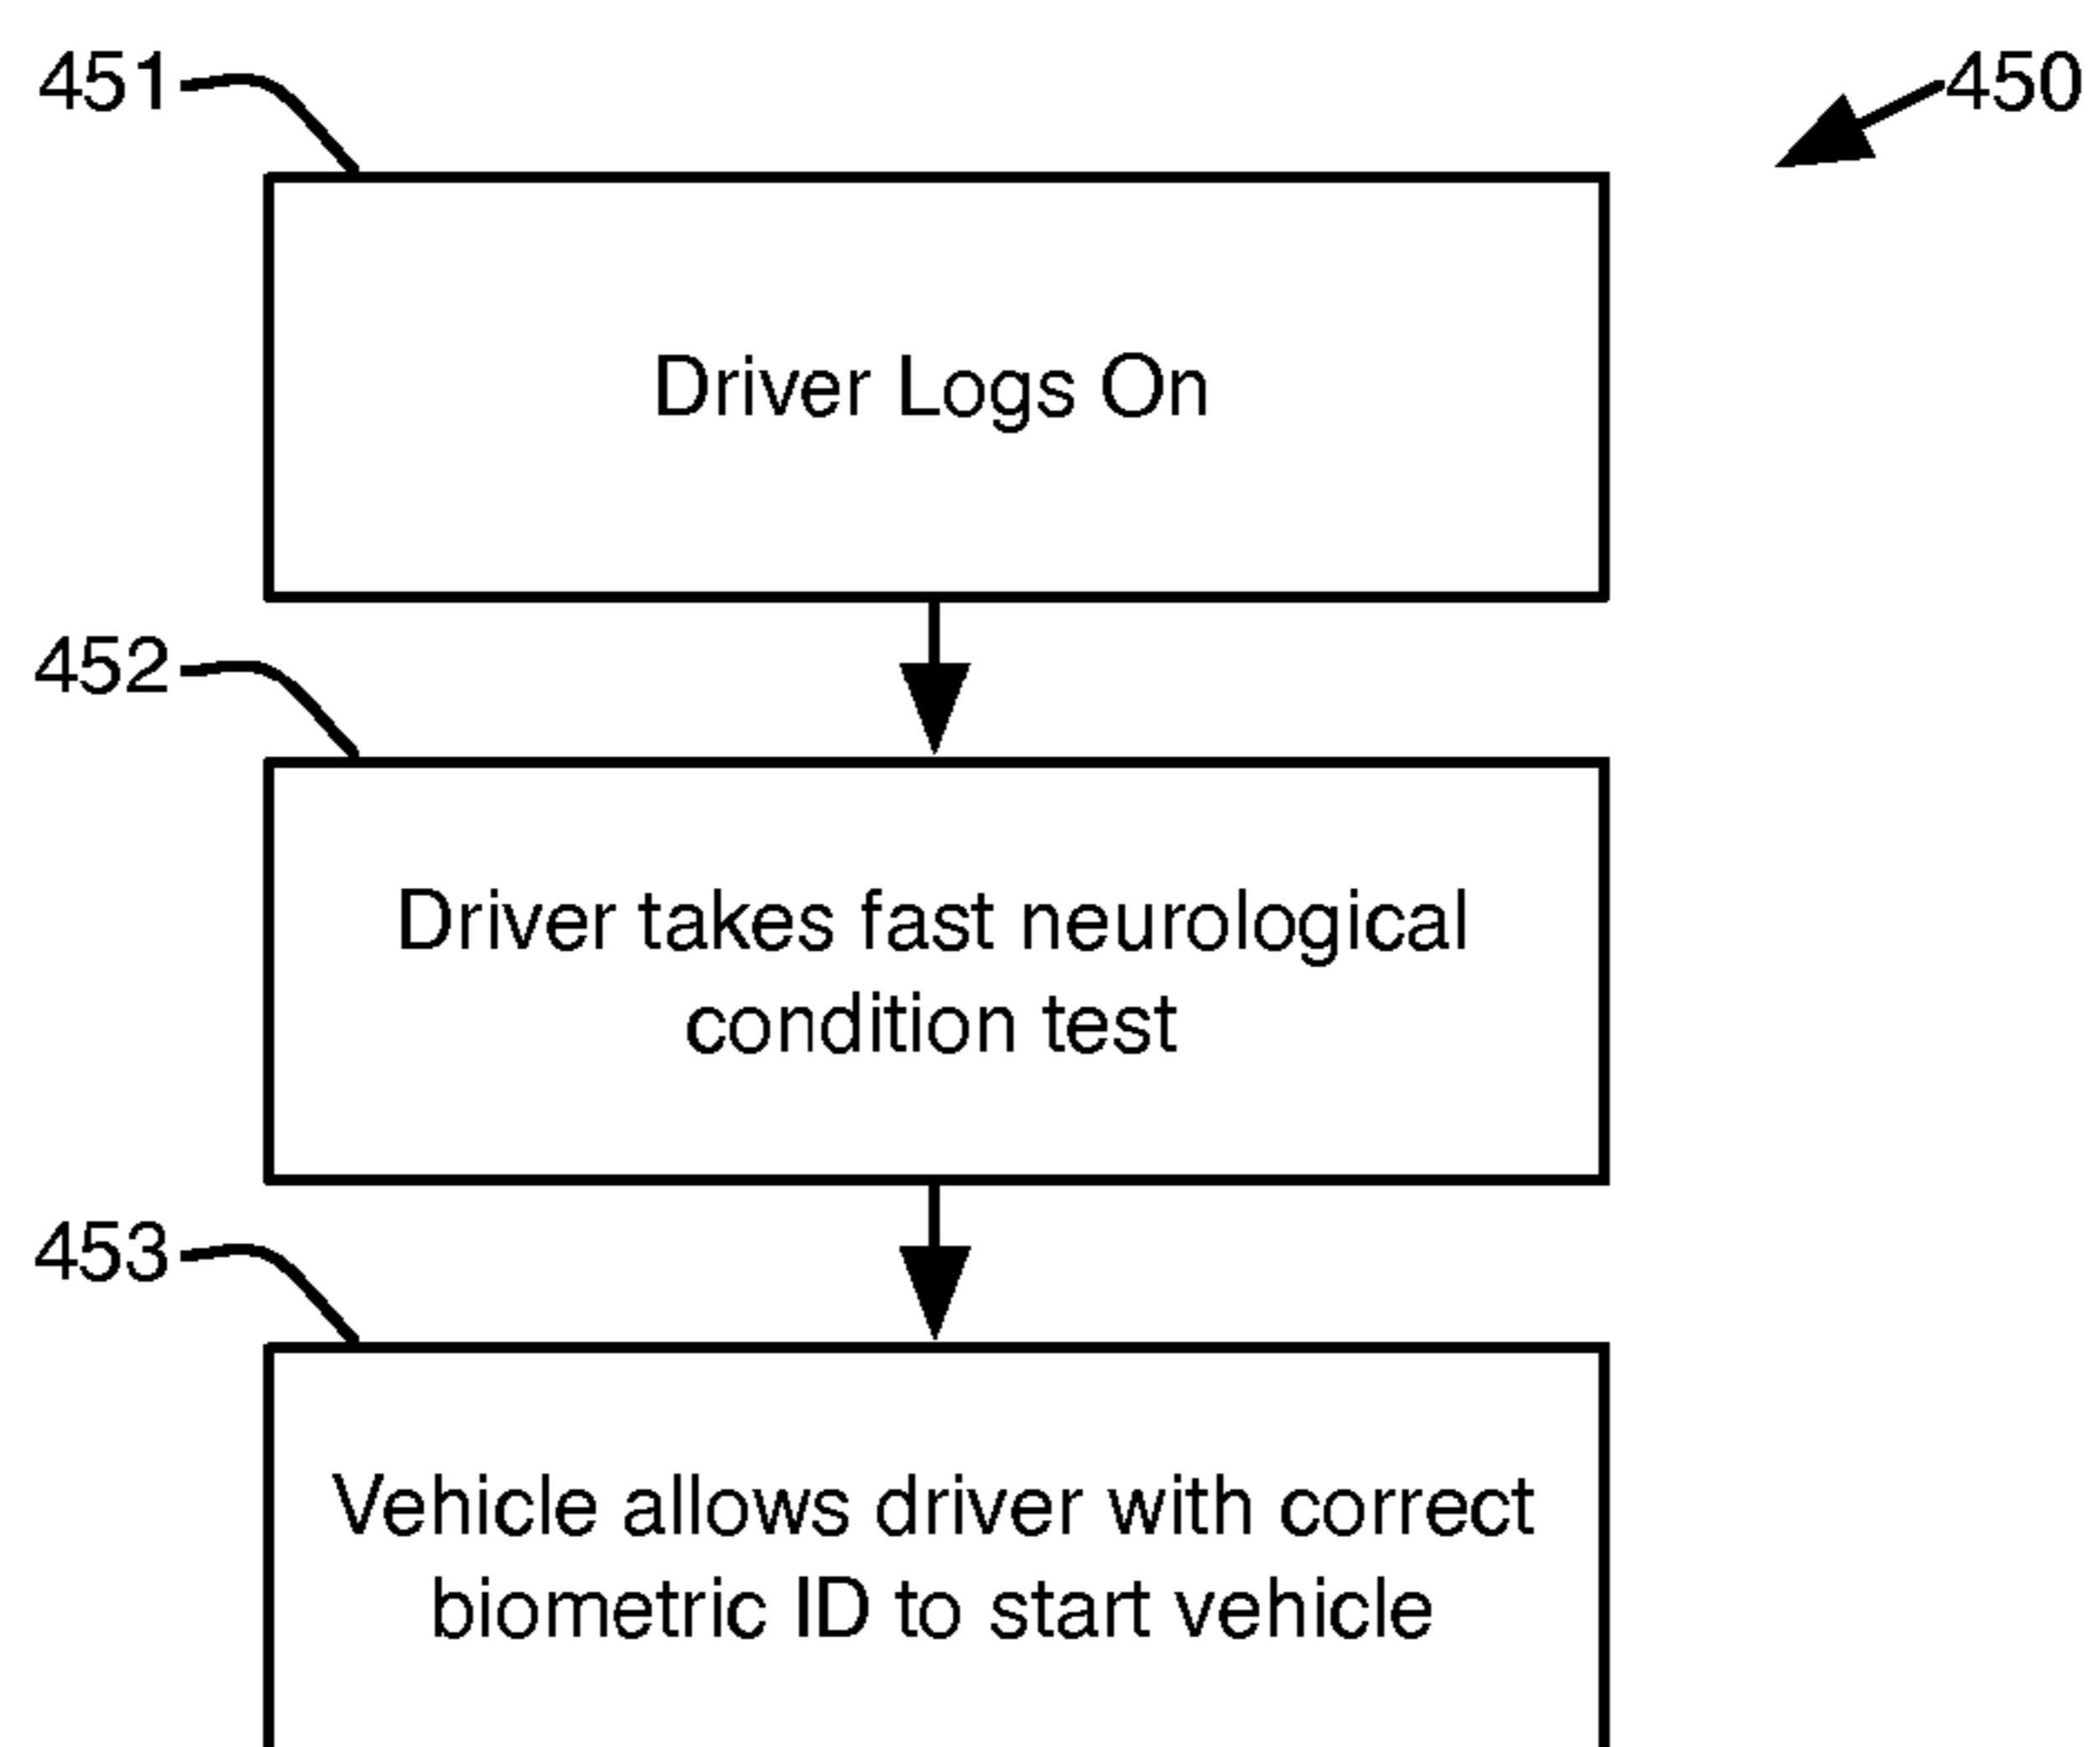 451
450
Driver Logs On
452
Driver takes fast neurological
condition test
453
Vehicle allows driver with correct
biometric ID to start vehicle